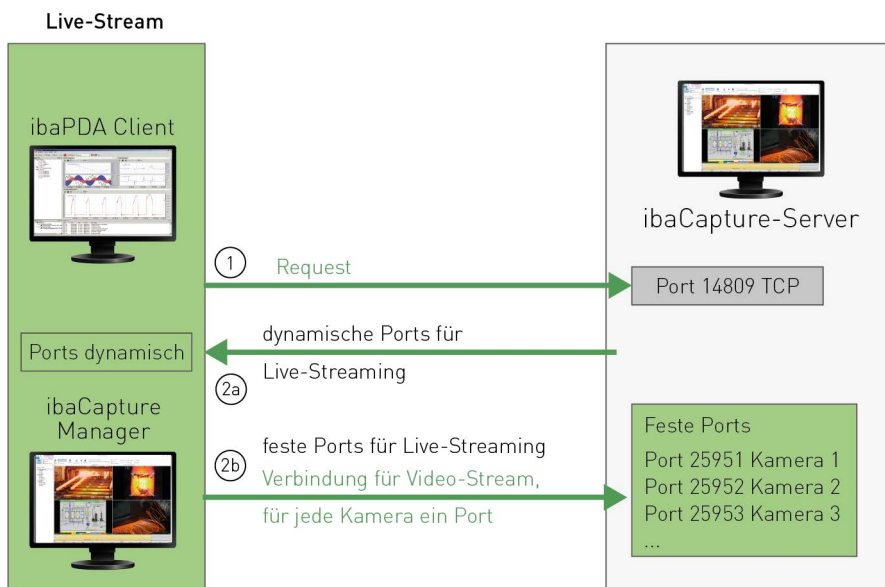 Live-Stream
ibaPDA Client
ibaCapture-Server
1
Request
Port 14809 TCP
dynamische Ports für
Live-Streaming
Ports dynamisch
2a
ibaCapture
Manager
2b
feste Ports für Live-Streaming
Verbindung für Video-Stream,
für jede Kamera ein Port
Feste Ports
Port 25951 Kamera 1
Port 25952 Kamera 2
Port 25953 Kamera 3
...